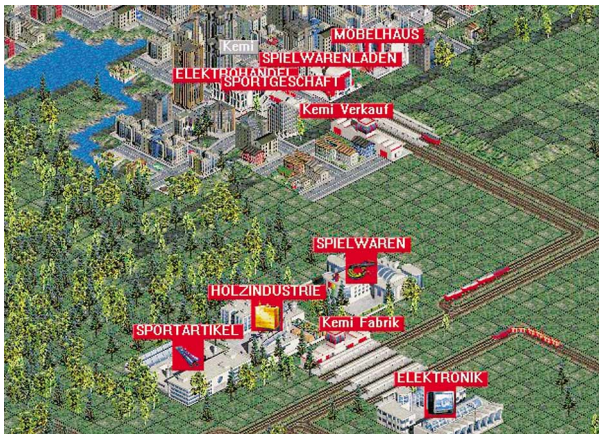 MÖBELHAUS
Kemi
SPIELWARENLADEN
ELEKTROHANDEL
SPORTGESCHÄFT
Kemi Verkauf
SPIELWAREN
HOLZINDUSTRIE
Kemi Fabrik
SPORTARTIKEL
ELEKTRONIK